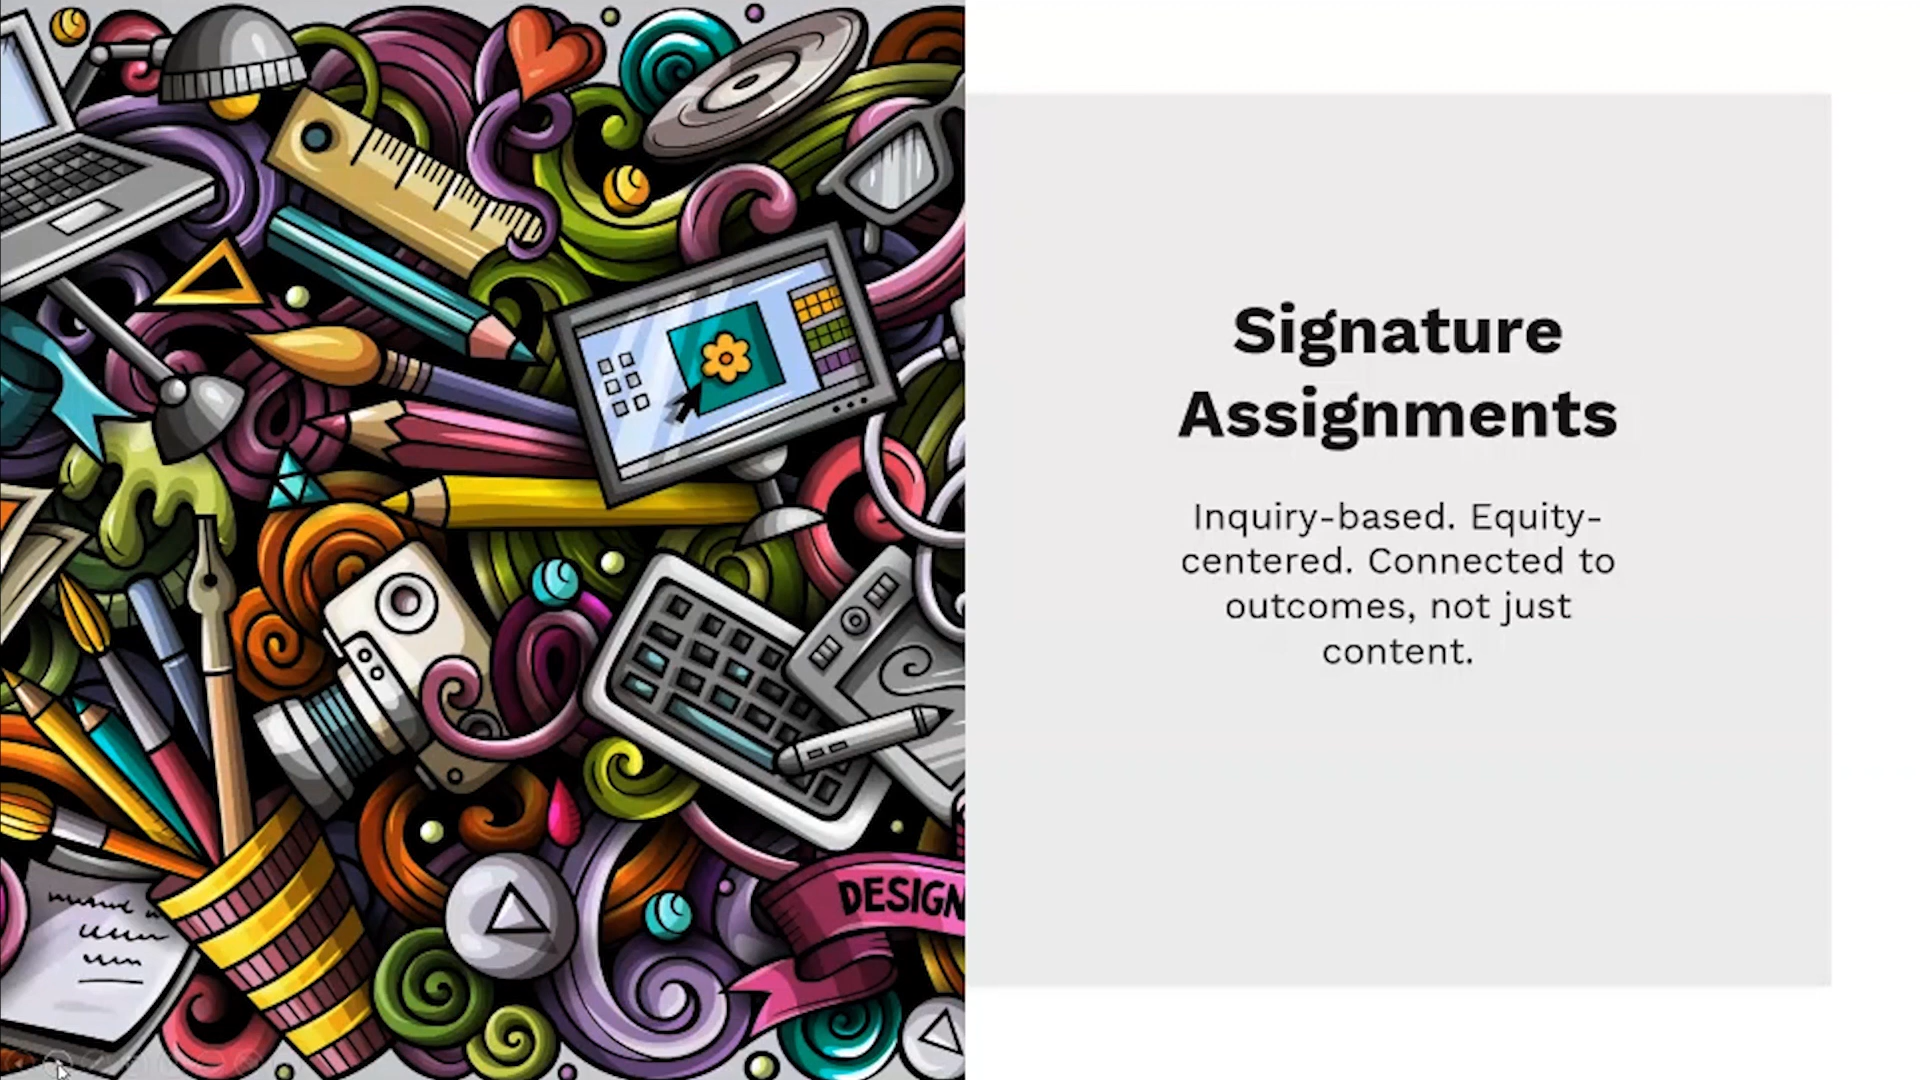 Signature
Assignments
Inquiry-based. Equity-
centered. Connected to
outcomes, not just
content.
DESIGN